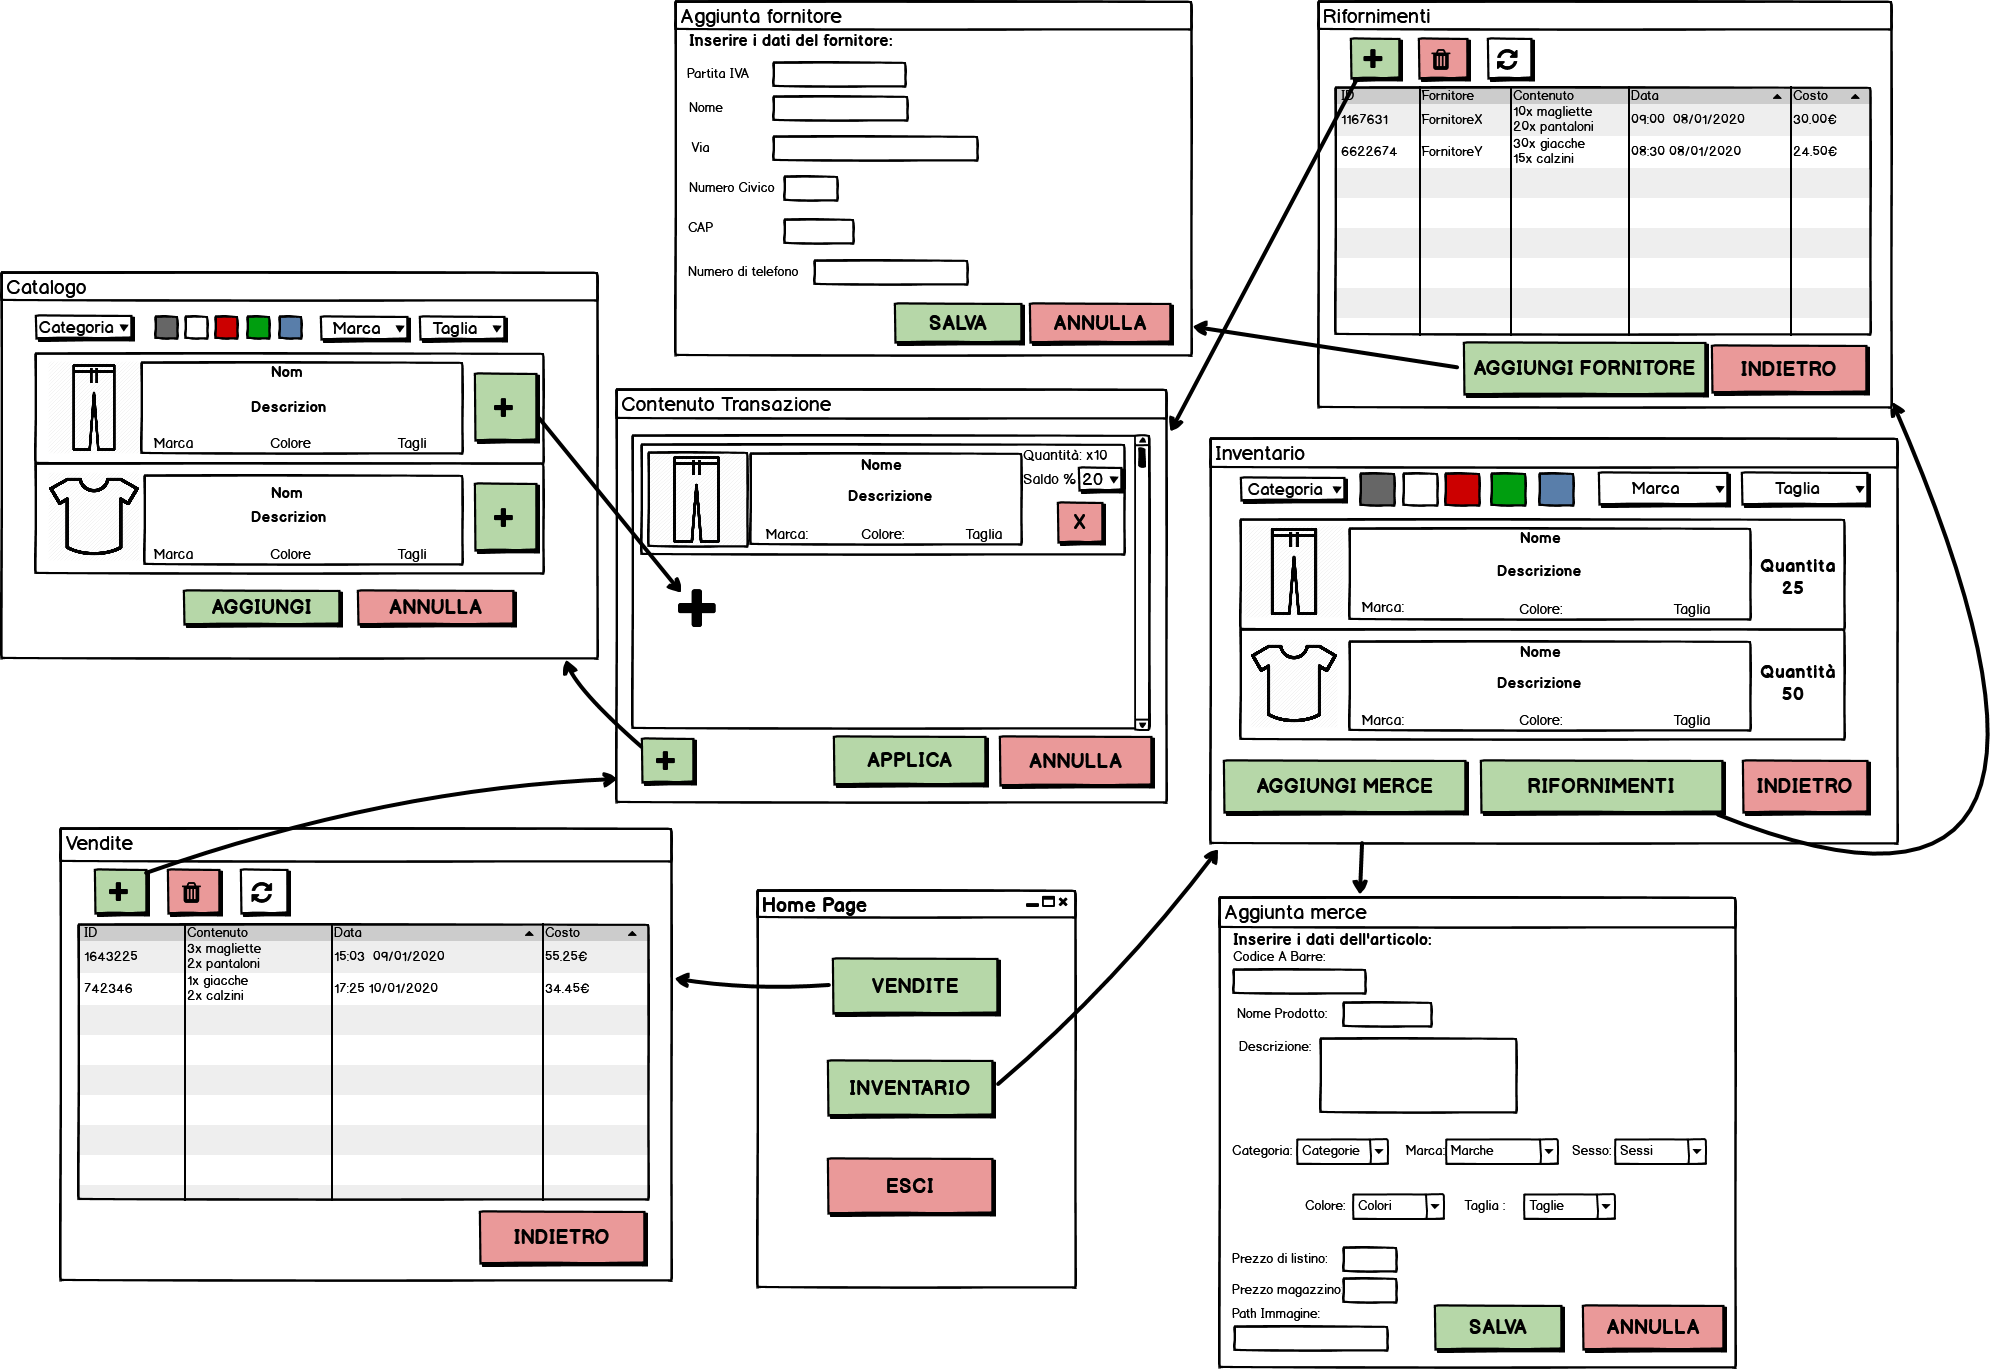 Aggiunta fornitore
Inserire i dati del fornitore:
Partita IVA
Nome
Via
Numero Civico
CAP
Numero di telefono
SALVA
ANNULLA
Rifornimenti
ID Fornitore Contenuto Data Costo
1167631 FornitoreX 10x magliette 09:00 08/01/2020 30.00€
20x pantaloni
6622674 FornitoreY 30x giacche 08:30 08/01/2020 24.50€
15x calzini
AGGIUNGI FORNITORE
INDIETRO
Catalogo
Categoria
Marca
Taglia
Nom
Descrizion
Marca Colore Tagli
+
Nom
Descrizion
Marca Colore Tagli
+
AGGIUNGI
ANNULLA
Contenuto Transazione
Nome
Descrizione
Marca: Colore: Taglia
Quantità: x10
Saldo % 20
X
APPLICA
ANNULLA
Inventario
Categoria
Marca
Taglia
Nome
Descrizione
Marca: Colore: Taglia
Quantita
25
Nome
Descrizione
Marca: Colore: Taglia
Quantità
50
AGGIUNGI MERCE
RIFORNIMENTI
INDIETRO
Vendite
ID Contenuto Data Costo
1643225 3x magliette 15:03 09/01/2020 55.25€
2x pantaloni
742346 1x giacche 17:25 10/01/2020 34.45€
2x calzini
INDIETRO
Home Page
VENDITE
INVENTARIO
ESCI
Aggiunta merce
Inserire i dati dell'articolo:
Codice A Barre:
Nome Prodotto:
Descrizione:
Categoria: Categorie Marca: Marche Sesso: Sessi
Colore: Colori Taglia : Taglie
Prezzo di listino:
Prezzo magazzino
Path Immagine:
SALVA
ANNULLA